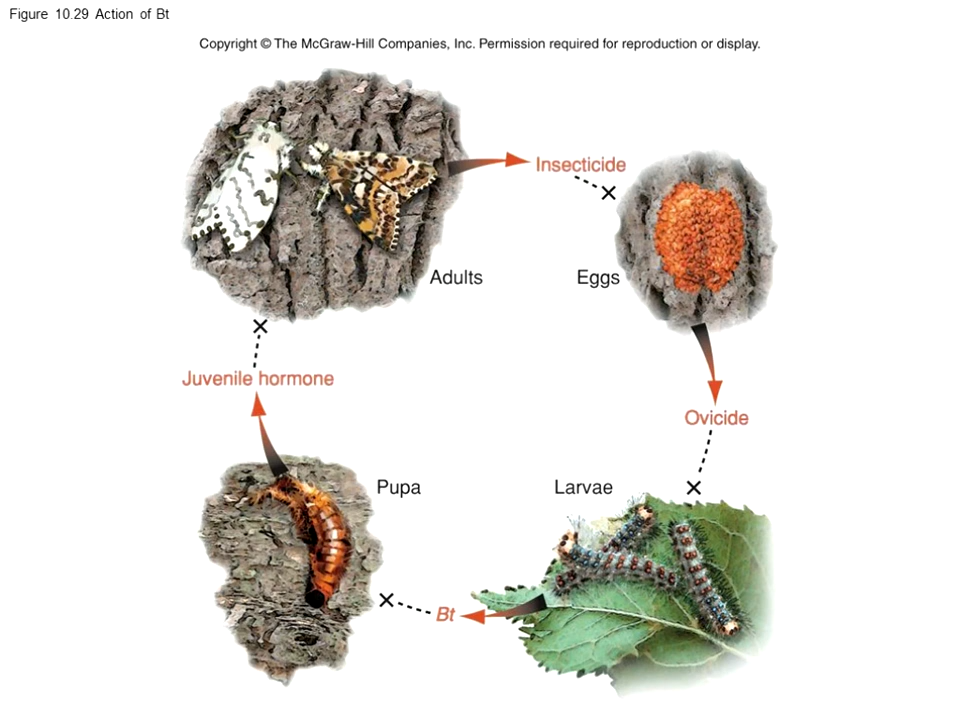 Figure 10.29 Action of Bt
Copyright © The McGraw-Hill Companies, Inc. Permission required for reproduction or display.
Insecticide
Adults
Eggs
Juvenile hormone
Ovicide
Pupa
Larvae
Bt